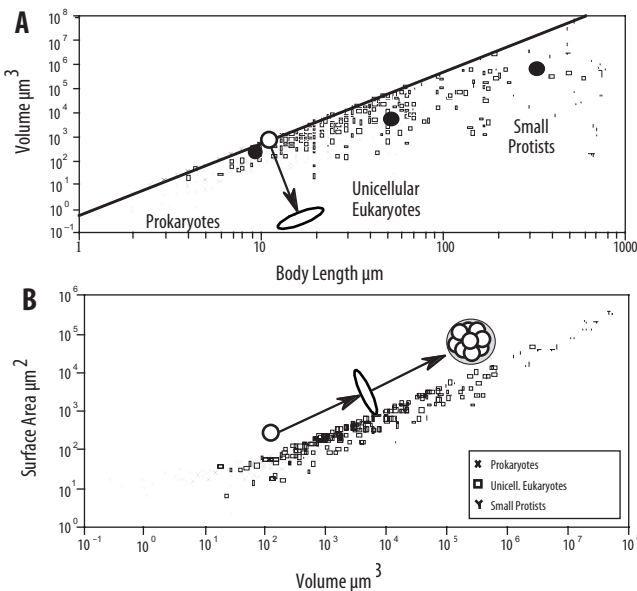 A
10^8
10^7
10^6
10^5
10^4
10^3
10^2
10^1
10^0
10^-1
Volume µm^3
Prokaryotes
Unicellular
Eukaryotes
Small
Protists
1 10 100 1000
Body Length µm
B
10^6
10^5
10^4
10^3
10^2
10^1
10^0
Surface Area µm^2
Prokaryotes
Unicell. Eukaryotes
Small Protists
10^-1 10^0 10^1 10^2 10^3 10^4 10^5 10^6 10^7 10^8
Volume µm^3